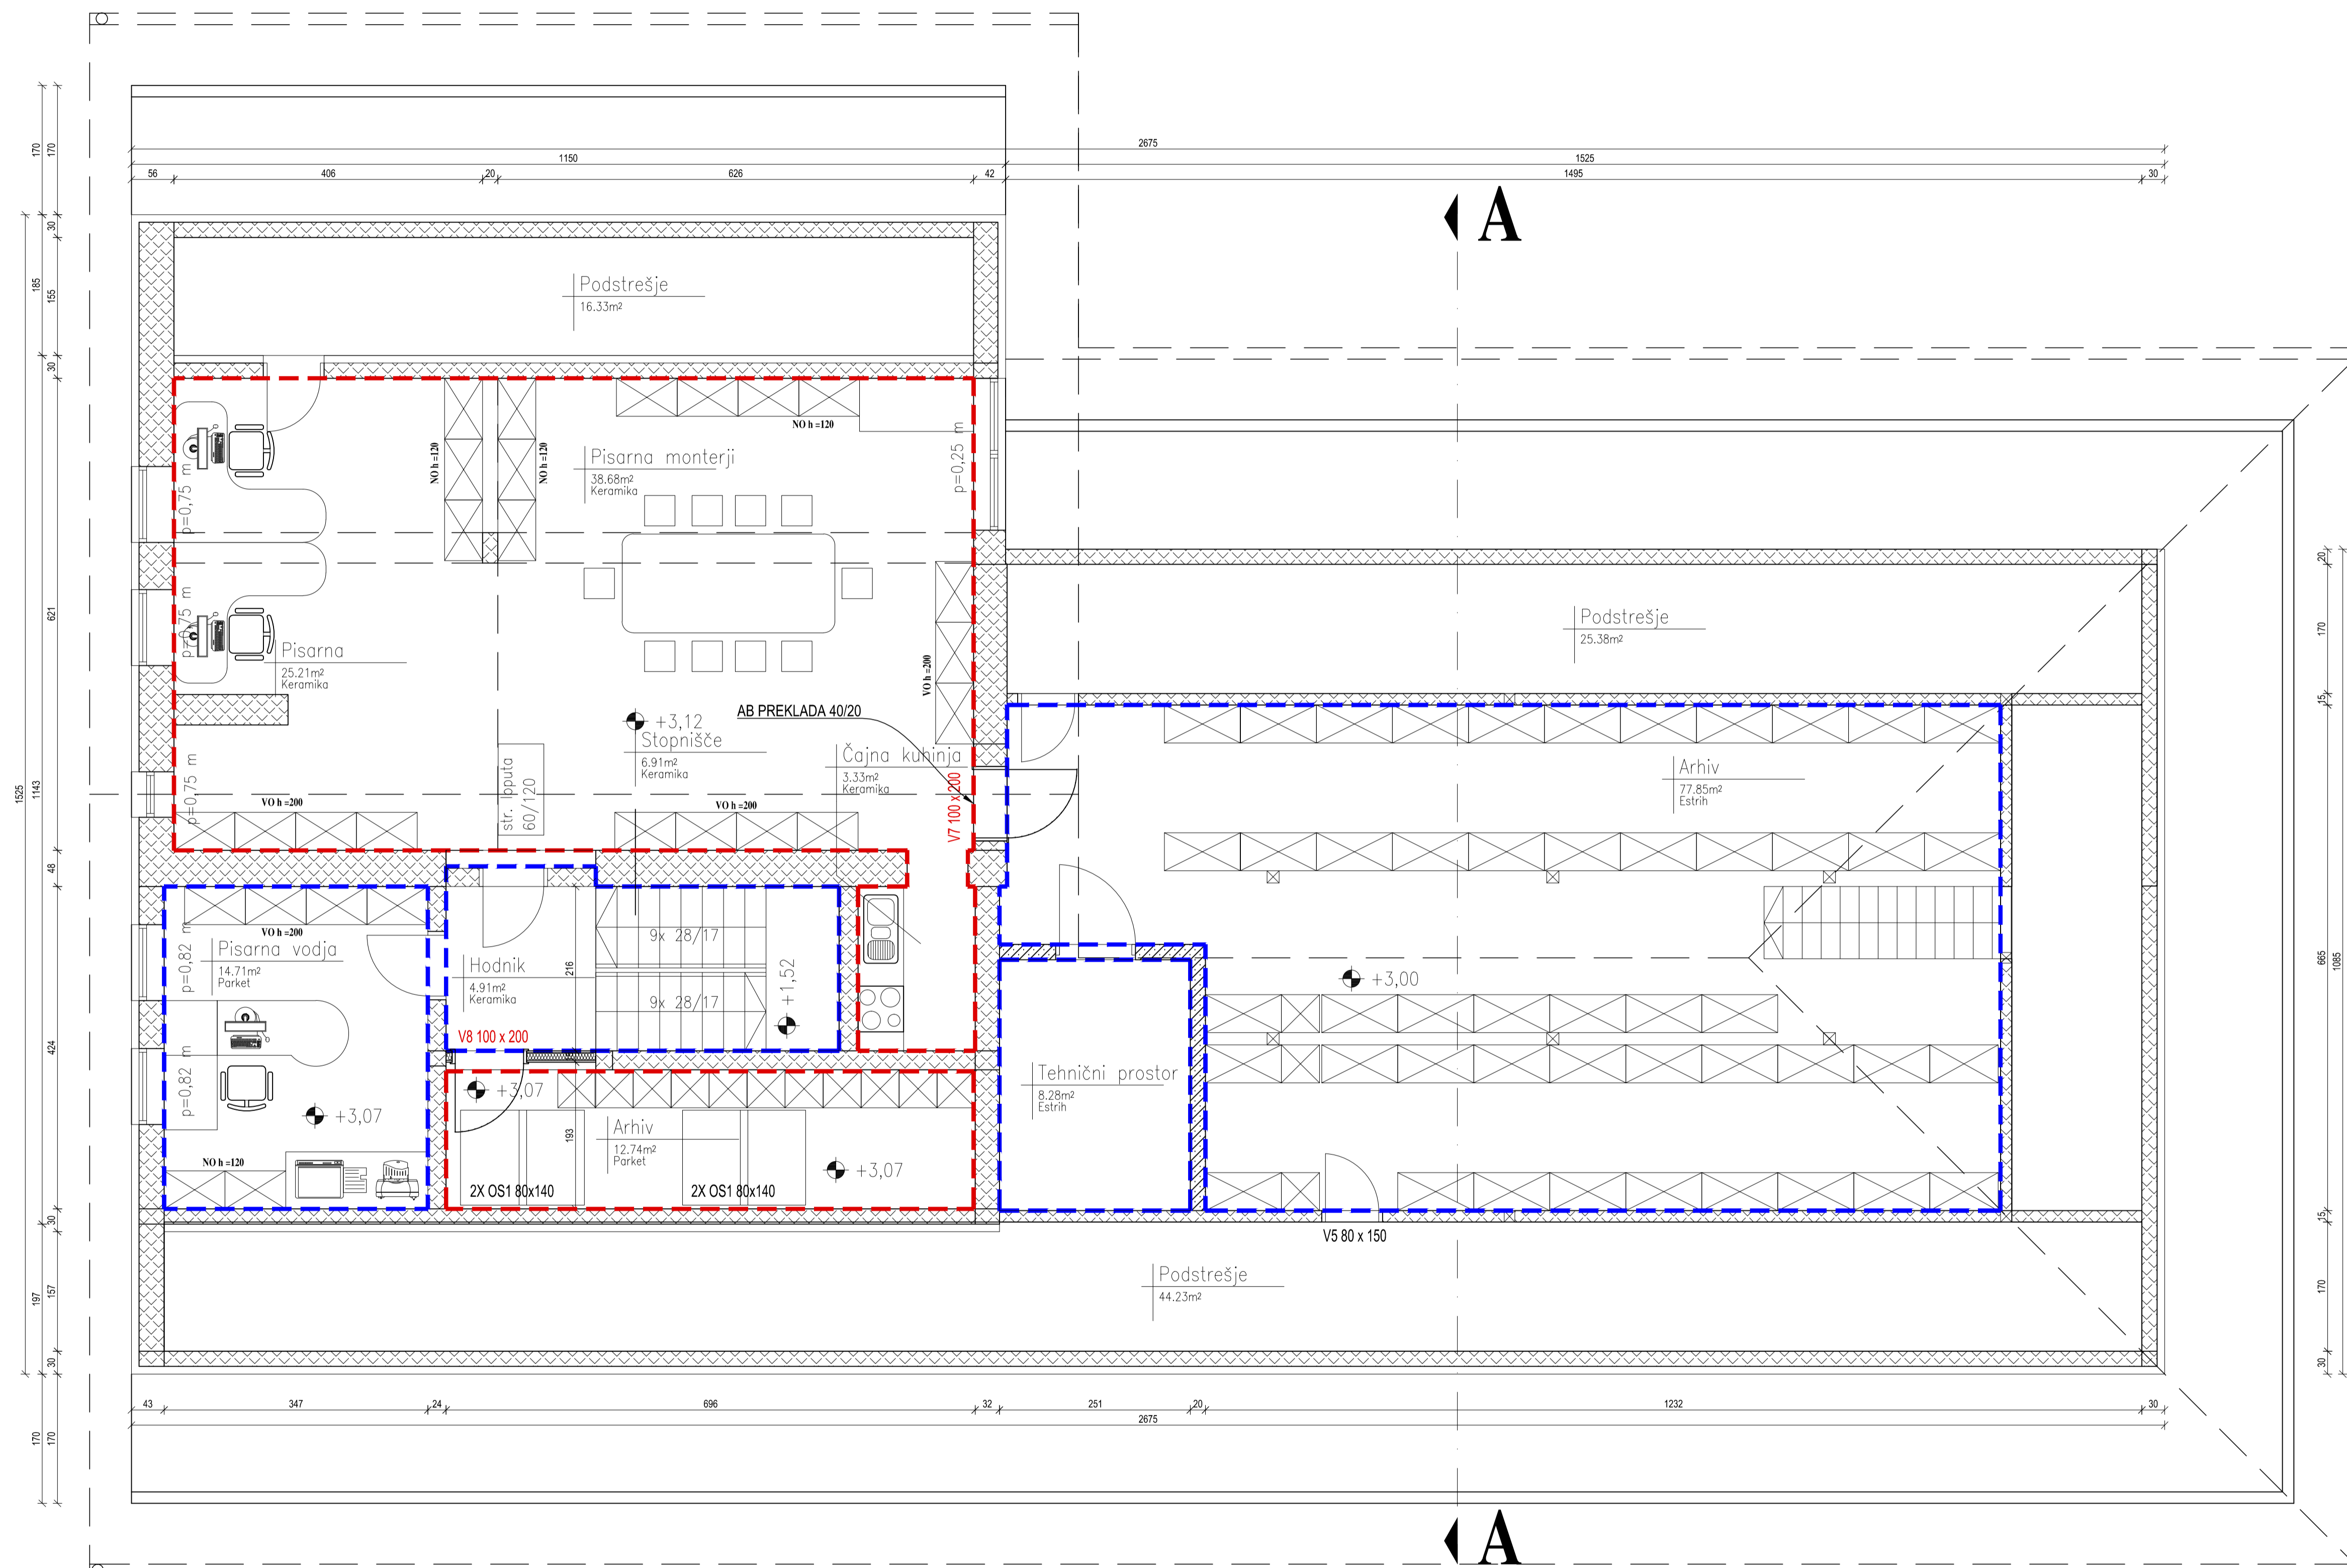 2675
1150
1525
56
406
20
626
42
1495
30
A
170
170
30
185
155
30
Podstrešje
16.33m²
NO h =120
NO h =120
NO h =120
Pisarna monterji
38.68m²
Keramika
p=0,25 m
p=0,75 m
p=0,75 m
621
Pisarna
25.21m²
Keramika
VO h =200
AB PREKLADA 40/20
+3,12
Stopnišče
6.91m²
Keramika
Čajna kuhinja
3.33m²
Keramika
V7 100 x 200
str. lopute
60/120
p=0,75 m
VO h =200
VO h =200
1525
1143
48
Podstrešje
25.38m²
Arhiv
77.85m²
Estrih
20
170
15
665
1085
VO h =200
Pisarna vodja
14.71m²
Parket
p=0,82 m
p=0,82 m
Hodnik
4.91m²
Keramika
216
9x 28/17
9x 28/17
+1,52
+3,00
V8 100 x 200
424
+3,07
+3,07
Tehnični prostor
8.28m²
Estrih
Arhiv
12.74m²
Parket
193
+3,07
NO h =120
2X OS1 80x140
2X OS1 80x140
V5 80 x 150
Podstrešje
44.23m²
30
197
157
30
15
170
30
43
347
24
696
32
251
20
1232
30
2675
170
170
A